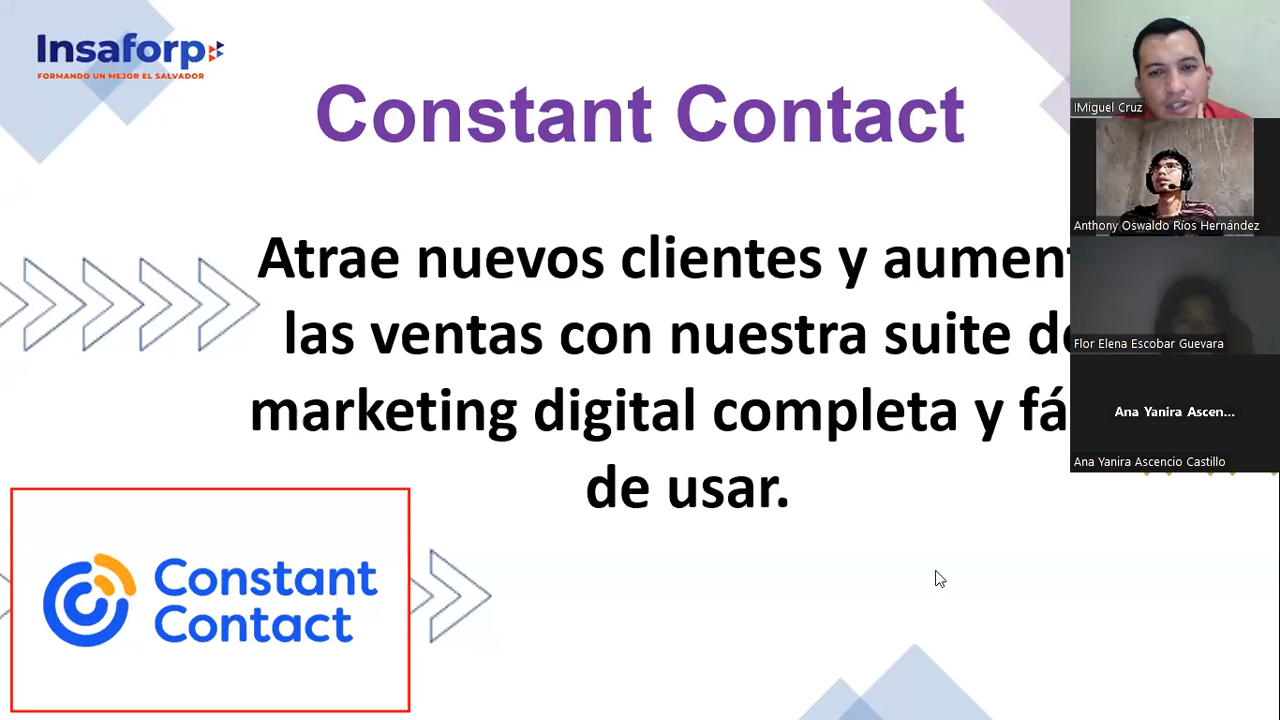 Insaforp
FORMANDO UN MEJOR EL SALVADOR
Constant Contact
Atrae nuevos clientes y aument
las ventas con nuestra suite de
marketing digital completa y fá
de usar.
Constant
Contact
IMiguel Cruz
Anthony Oswaldo Ríos Hernández
Flor Elena Escobar Guevara
Ana Yanira Ascen...
Ana Yanira Ascencio Castillo